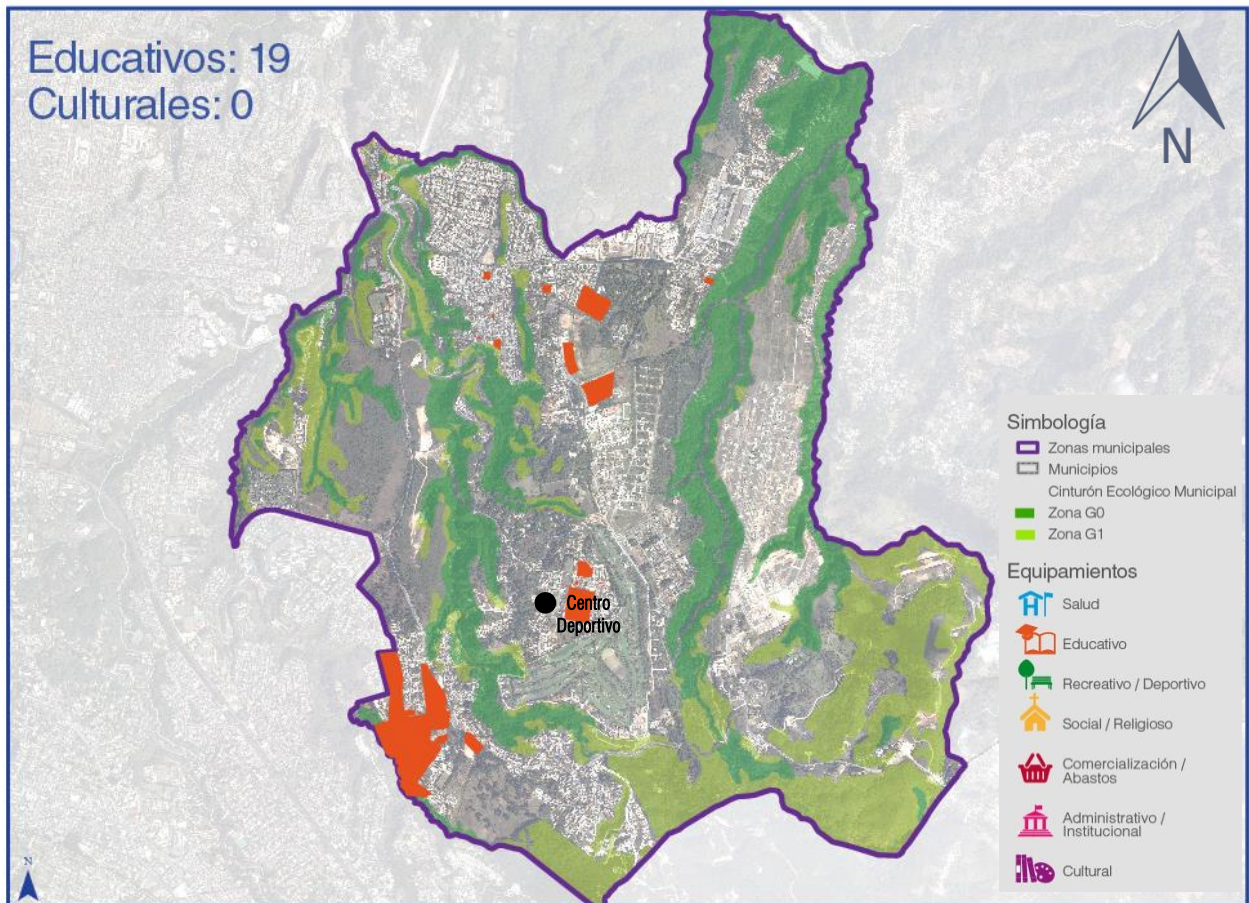 Educativos: 19
Culturales: 0
N
Centro
Deportivo
Simbología
Zonas municipales
Municipios
Cinturón Ecológico Municipal
Zona G0
Zona G1
Equipamientos
Salud
Educativo
Recreativo / Deportivo
Social / Religioso
Comercialización /
Abastos
Administrativo /
Institucional
Cultural
N